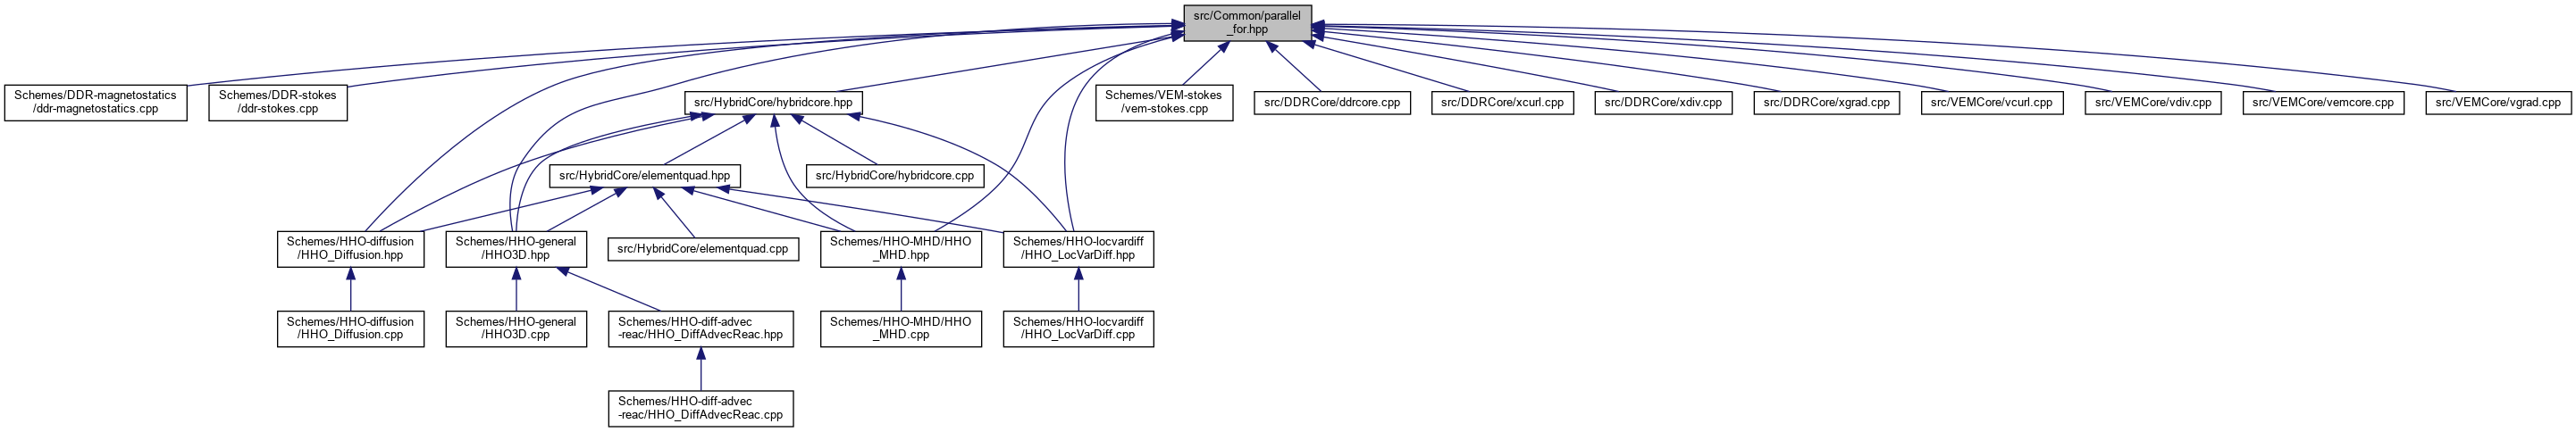 src/Common/parallel
_for.hpp
Schemes/DDR-magnetostatics
/ddr-magnetostatics.cpp
Schemes/DDR-stokes
/ddr-stokes.cpp
src/HybridCore/hybridcore.hpp
Schemes/VEM-stokes
/vem-stokes.cpp
src/DDRCore/ddrcore.cpp
src/DDRCore/xcurl.cpp
src/DDRCore/xdiv.cpp
src/DDRCore/xgrad.cpp
src/VEMCore/vcurl.cpp
src/VEMCore/vdiv.cpp
src/VEMCore/vemcore.cpp
src/VEMCore/vgrad.cpp
src/HybridCore/elementquad.hpp
src/HybridCore/hybridcore.cpp
Schemes/HHO-diffusion
/HHO_Diffusion.hpp
Schemes/HHO-general
/HHO3D.hpp
src/HybridCore/elementquad.cpp
Schemes/HHO-MHD/HHO
_MHD.hpp
Schemes/HHO-locvardiff
/HHO_LocVarDiff.hpp
Schemes/HHO-diffusion
/HHO_Diffusion.cpp
Schemes/HHO-general
/HHO3D.cpp
Schemes/HHO-diff-advec
-reac/HHO_DiffAdvecReac.hpp
Schemes/HHO-MHD/HHO
_MHD.cpp
Schemes/HHO-locvardiff
/HHO_LocVarDiff.cpp
Schemes/HHO-diff-advec
-reac/HHO_DiffAdvecReac.cpp